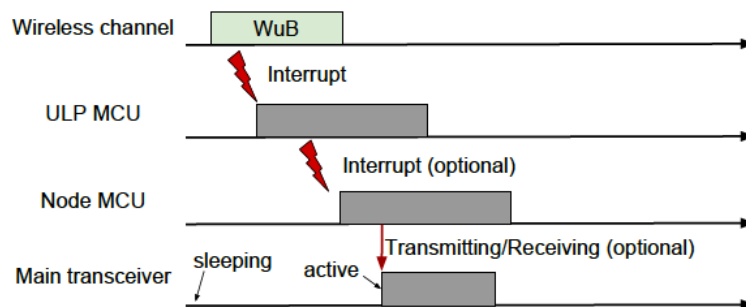 Wireless channel
WuB
Interrupt
ULP MCU
Interrupt (optional)
Node MCU
Transmitting/Receiving (optional)
sleeping
active
Main transceiver